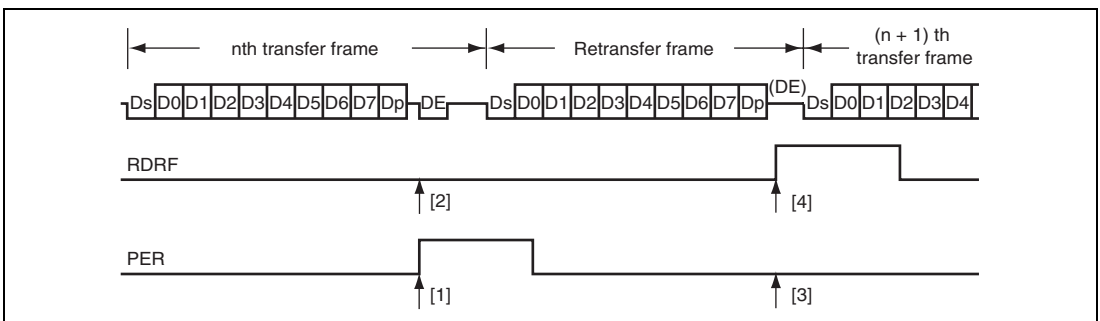 nth transfer frame Retransfer frame (n + 1) th
transfer frame
Ds D0 D1 D2 D3 D4 D5 D6 D7 Dp DE Ds D0 D1 D2 D3 D4 D5 D6 D7 Dp (DE) Ds D0 D1 D2 D3 D4
RDRF
[2] [4]
PER
[1] [3]